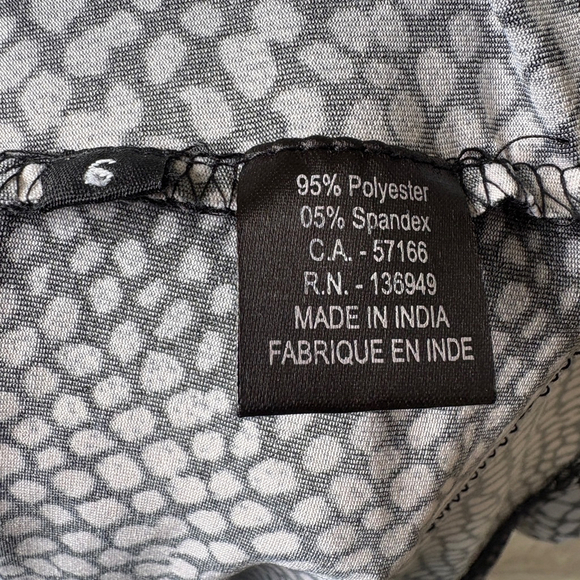 6
95% Polyester
05% Spandex
C.A. - 57166
R.N. - 136949
MADE IN INDIA
FABRIQUE EN INDE